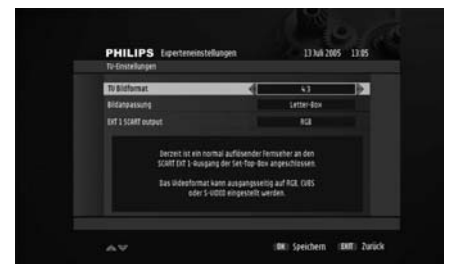 PHILIPS Experteneinstellungen 13 Juli 2005 13:05
TV-Einstellungen
TV Bildformat 4:3
Bildanpassung Letter-Box
EXT 1 SCART output RGB
Derzeit ist ein normal auflösender Fernseher an den
SCART EXT 1-Ausgang der Set-Top-Box angeschlossen.
Das Videoformat kann ausgangsseitig auf RGB, CVBS
oder S-VIDEO eingestellt werden.
OK Speichern EXIT Zurück